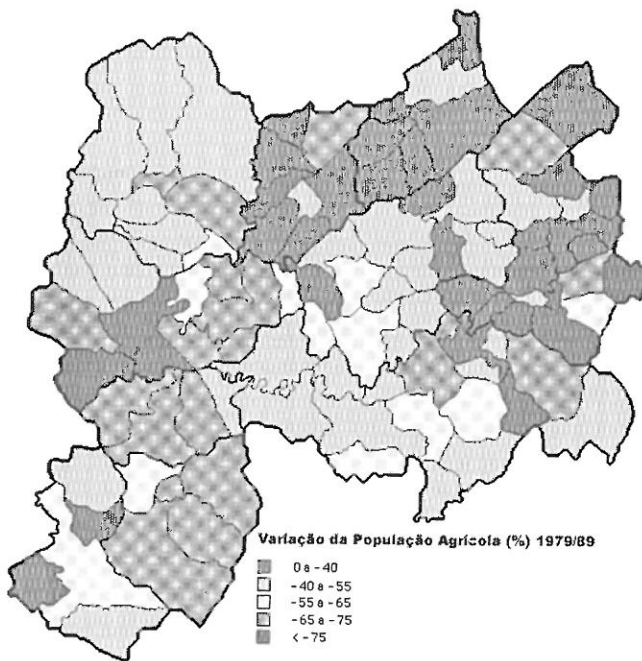 Variação da População Agrícola (%) 1979/89
0 a -40
-40 a -55
-55 a -65
-65 a -75
< -75